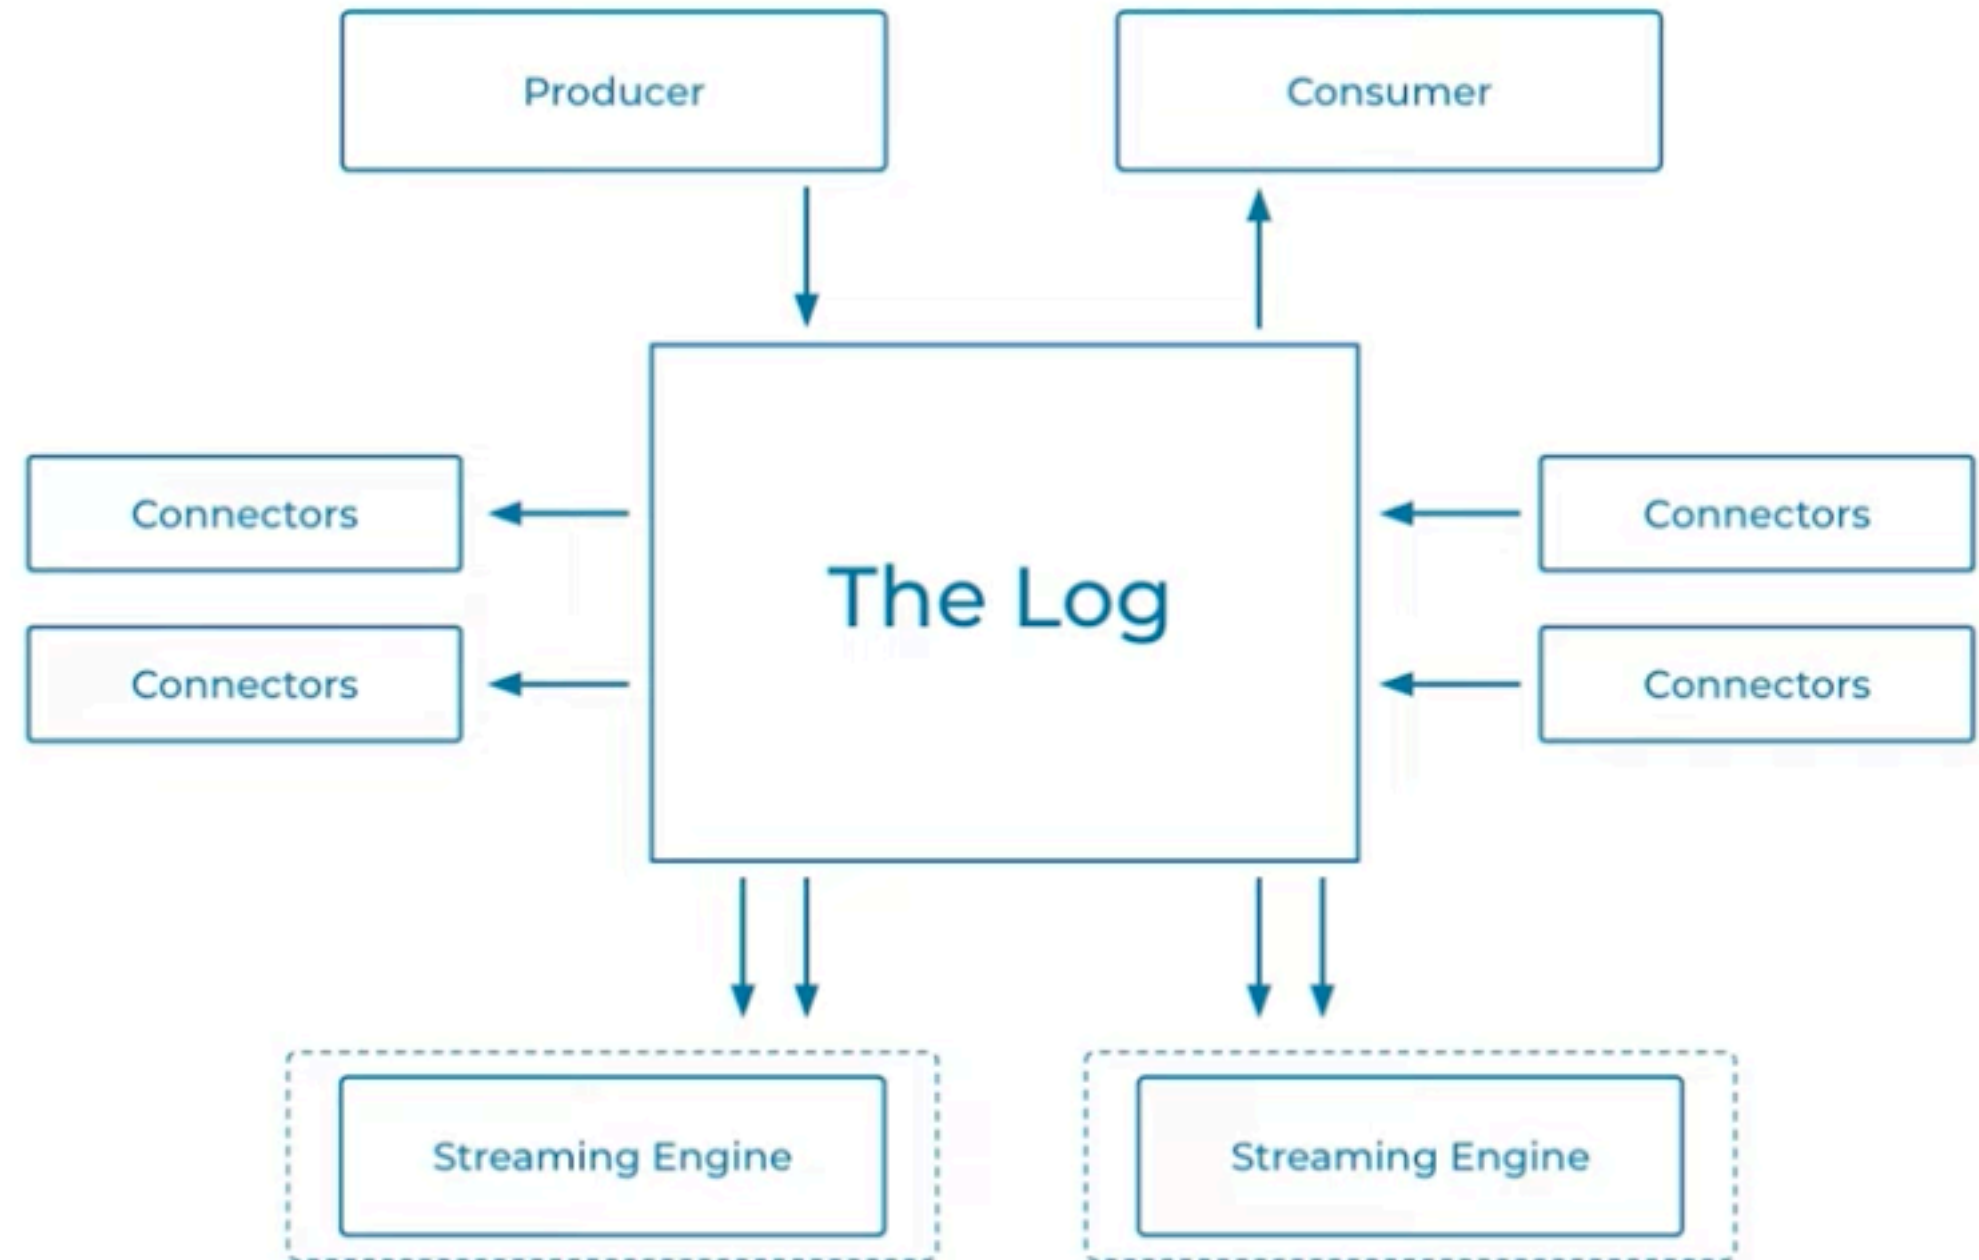 Producer
Consumer
Connectors
Connectors
The Log
Connectors
Connectors
Streaming Engine
Streaming Engine